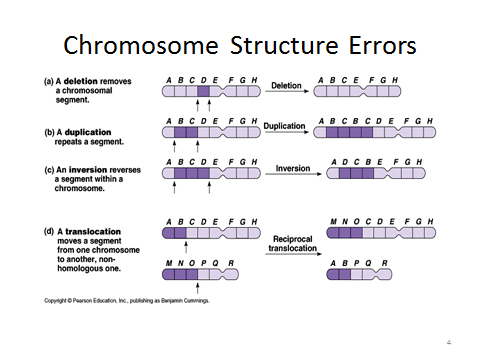 Chromosome Structure Errors
(a) A deletion removes
a chromosomal
segment.
A B C D E F G H
Deletion
A B C E F G H
(b) A duplication
repeats a segment.
A B C D E F G H
Duplication
A B C B C D E F G H
(c) An inversion reverses
a segment within a
chromosome.
A B C D E F G H
Inversion
A D C B E F G H
(d) A translocation
moves a segment
from one chromosome
to another, non-
homologous one.
A B C D E F G H
M N O P Q R
Reciprocal
translocation
M N O C D E F G H
A B P Q R
Copyright © Pearson Education, Inc., publishing as Benjamin Cummings.
4